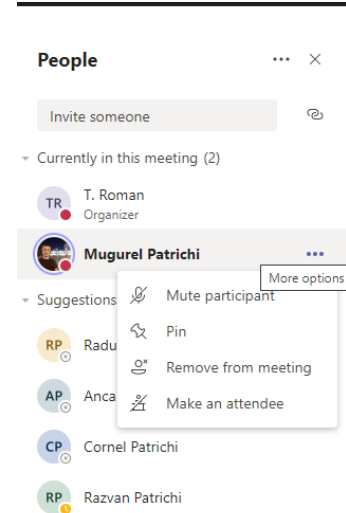 People
Invite someone
Currently in this meeting (2)
TR
T. Roman
Organizer
Mugurel Patrichi
More options
Mute participant
Suggestions
Pin
RP
Radu
Remove from meeting
AP
Anca
Make an attendee
CP
Cornel Patrichi
RP
Razvan Patrichi